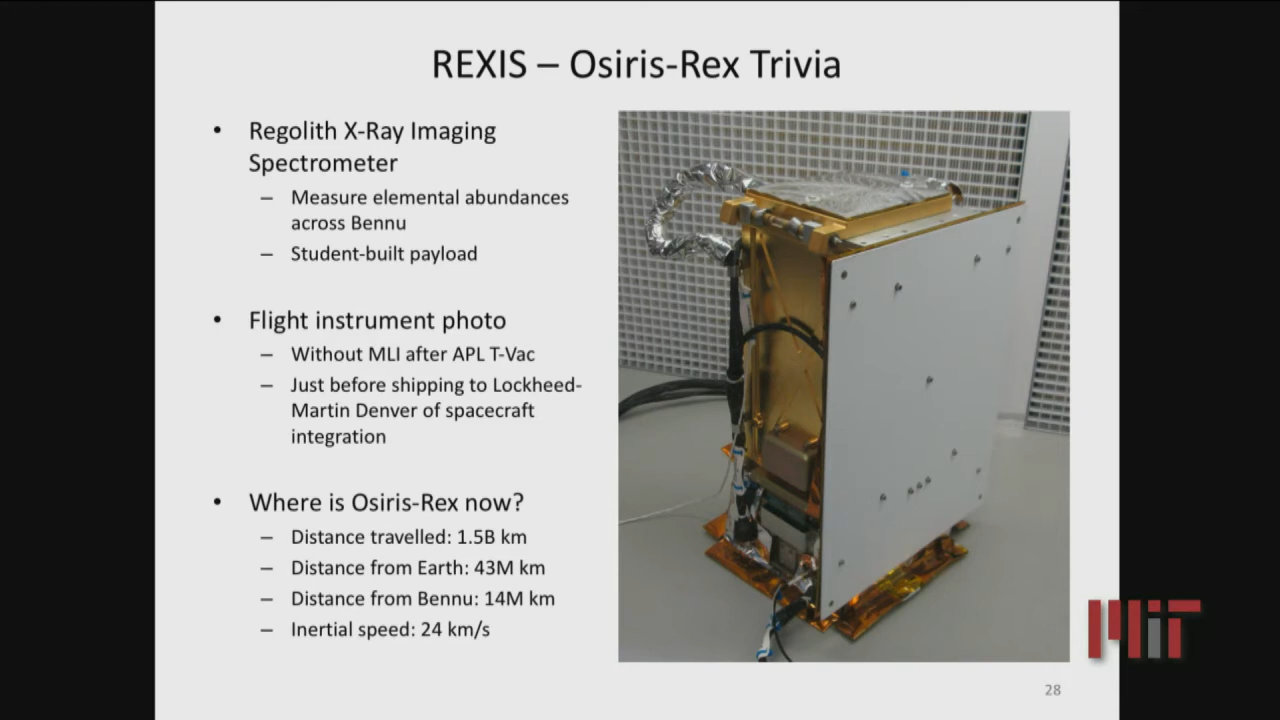 REXIS – Osiris-Rex Trivia
• Regolith X-Ray Imaging
Spectrometer
– Measure elemental abundances
across Bennu
– Student-built payload
• Flight instrument photo
– Without MLI after APL T-Vac
– Just before shipping to Lockheed-
Martin Denver of spacecraft
integration
• Where is Osiris-Rex now?
– Distance travelled: 1.5B km
– Distance from Earth: 43M km
– Distance from Bennu: 14M km
– Inertial speed: 24 km/s
MIT
28